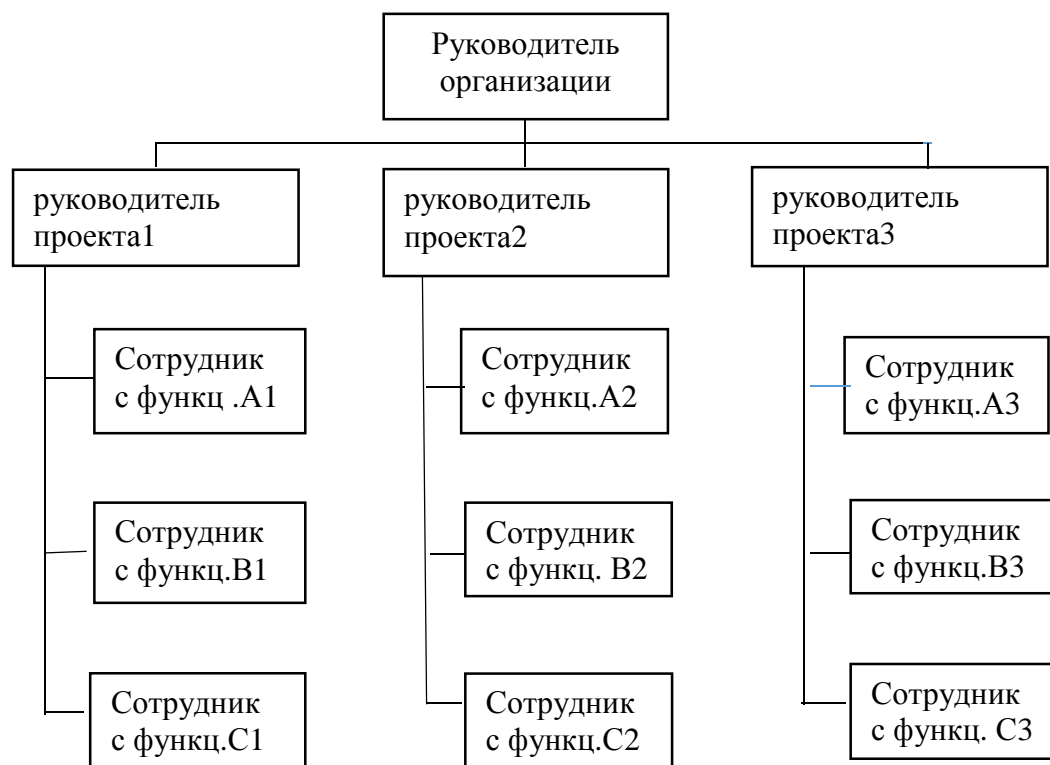 Руководитель
организации
руководитель
проекта1
руководитель
проекта2
руководитель
проекта3
Сотрудник
с функц .А1
Сотрудник
с функц.А2
Сотрудник
с функц.А3
Сотрудник
с функц.В1
Сотрудник
с функц. В2
Сотрудник
с функц.В3
Сотрудник
с функц.С1
Сотрудник
с функц.С2
Сотрудник
с функц. С3